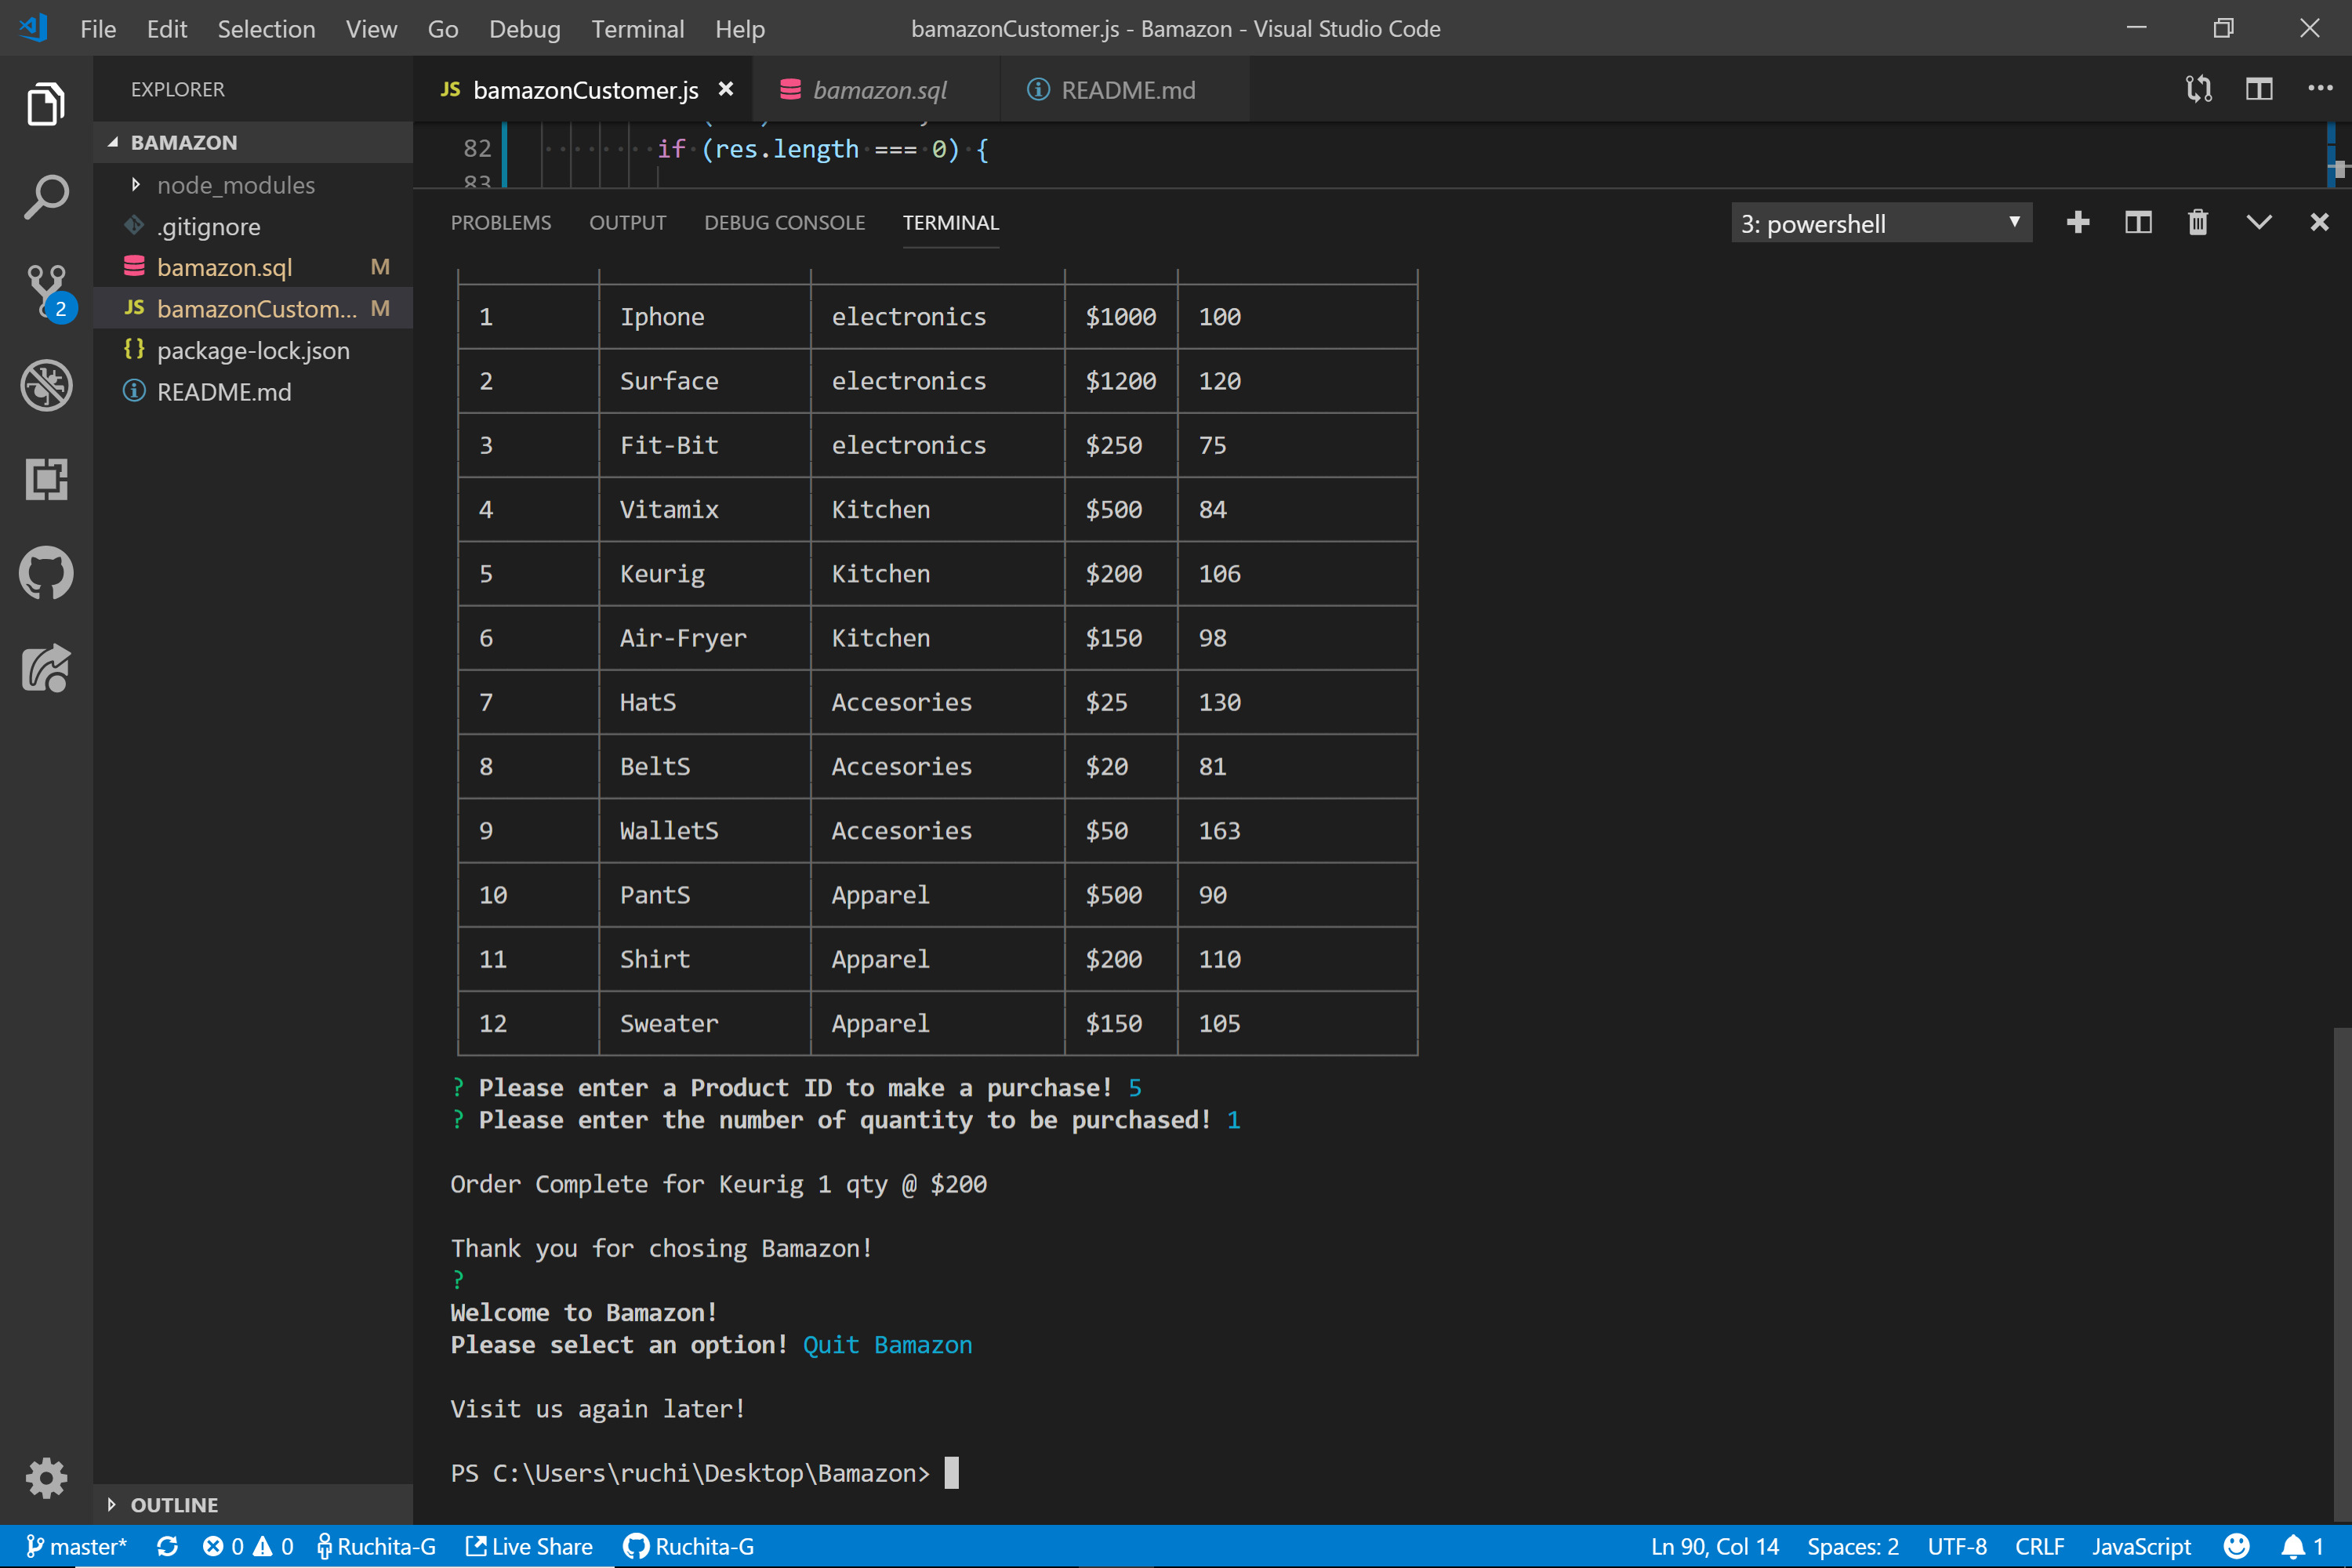 File Edit Selection View Go Debug Terminal Help bamazonCustomer.js - Bamazon - Visual Studio Code
EXPLORER
BAMAZON
node_modules
.gitignore
bamazon.sql M
JS bamazonCustom... M
{} package-lock.json
README.md
OUTLINE
2
JS bamazonCustomer.js bamazon.sql README.md
82 if (res.length === 0) {
83
PROBLEMS OUTPUT DEBUG CONSOLE TERMINAL 3: powershell
1 Iphone electronics $1000 100
2 Surface electronics $1200 120
3 Fit-Bit electronics $250 75
4 Vitamix Kitchen $500 84
5 Keurig Kitchen $200 106
6 Air-Fryer Kitchen $150 98
7 HatS Accesories $25 130
8 BeltS Accesories $20 81
9 WalletS Accesories $50 163
10 PantS Apparel $500 90
11 Shirt Apparel $200 110
12 Sweater Apparel $150 105
? Please enter a Product ID to make a purchase! 5
? Please enter the number of quantity to be purchased! 1
Order Complete for Keurig 1 qty @ $200
Thank you for chosing Bamazon!
?
Welcome to Bamazon!
Please select an option! Quit Bamazon
Visit us again later!
PS C:\Users\ruchi\Desktop\Bamazon>
master* 0 0 Ruchita-G Live Share Ruchita-G Ln 90, Col 14 Spaces: 2 UTF-8 CRLF JavaScript 1